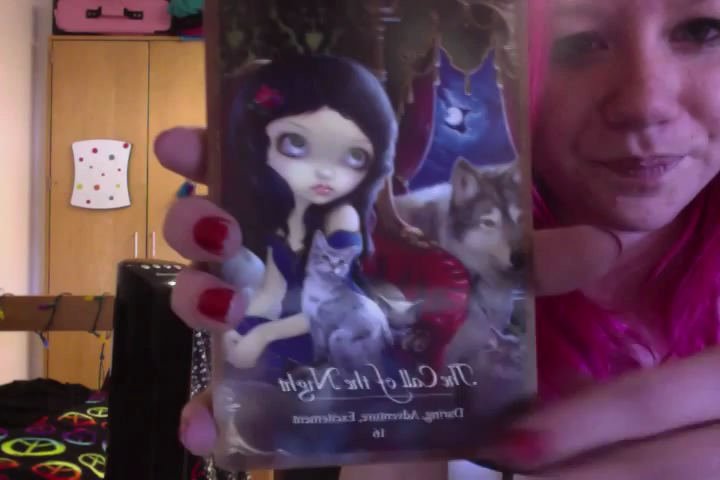 The Call of the Night
Daring, Adventure, Excitement
16